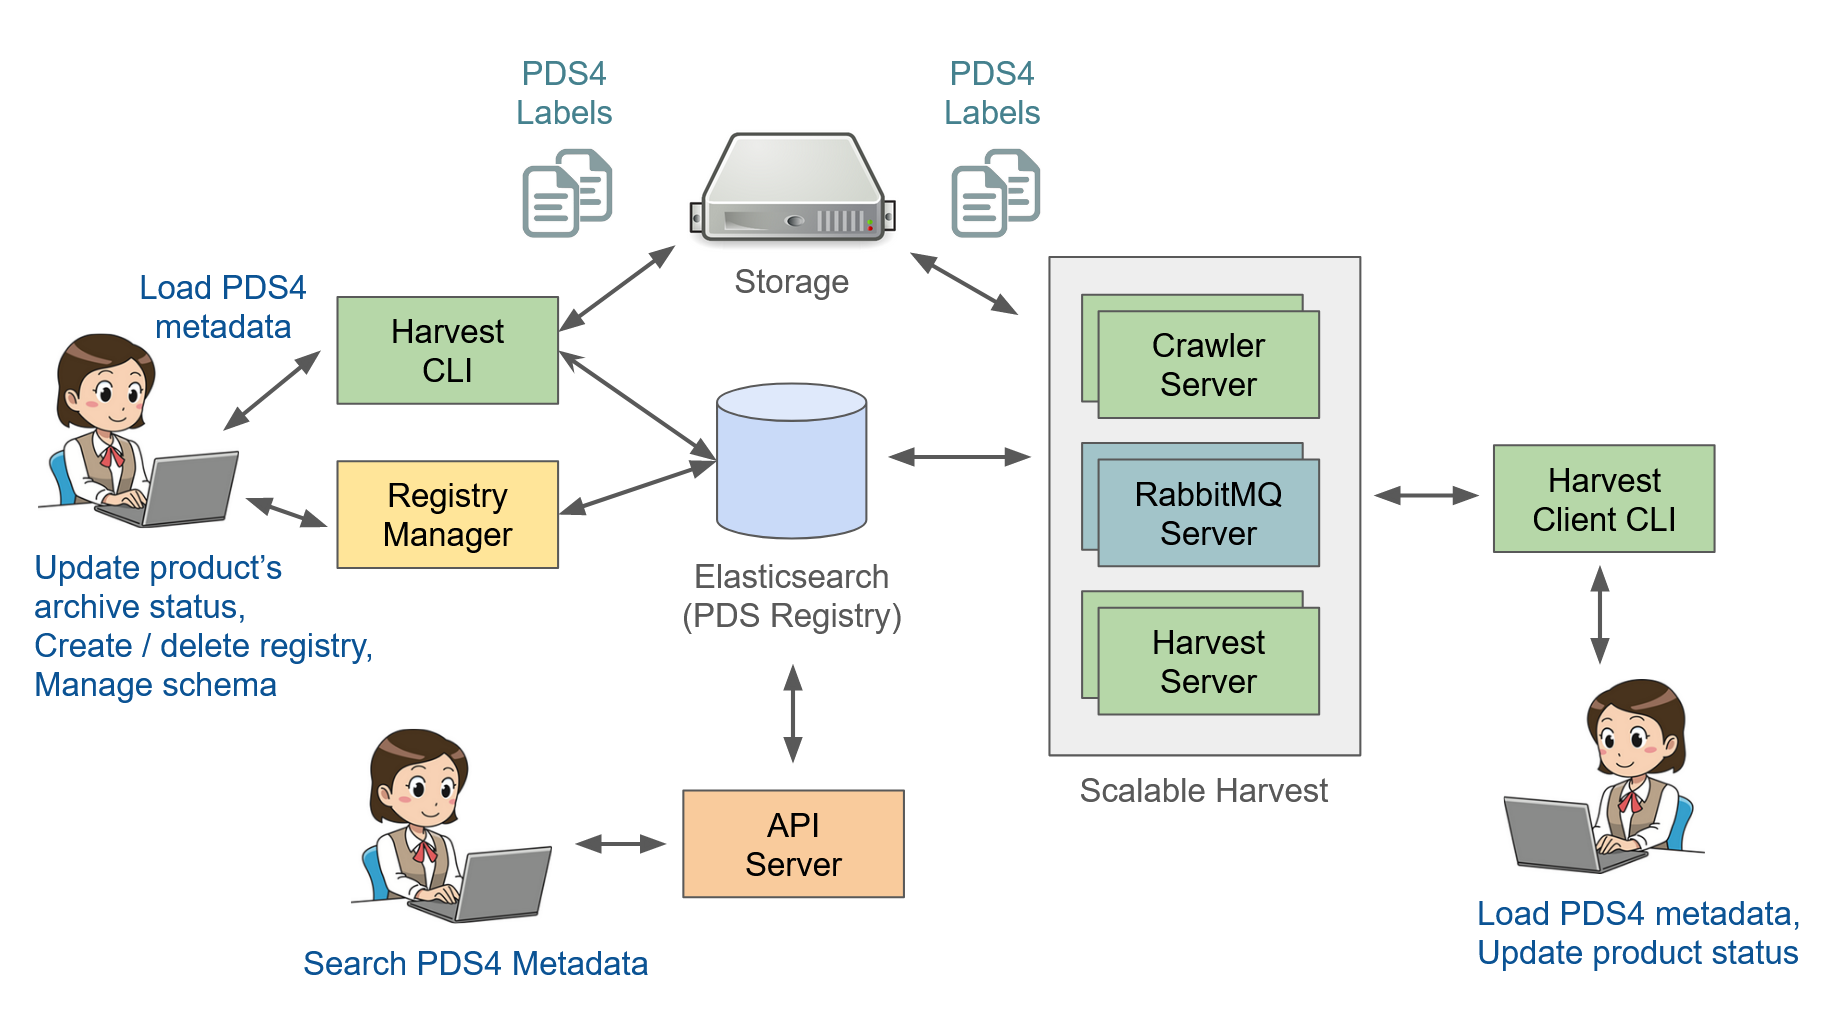 PDS4
Labels
PDS4
Labels
Storage
Load PDS4
metadata
Harvest
CLI
Registry
Manager
Update product’s
archive status,
Create / delete registry,
Manage schema
Elasticsearch
(PDS Registry)
Crawler
Server
RabbitMQ
Server
Harvest
Server
Scalable Harvest
Harvest
Client CLI
API
Server
Search PDS4 Metadata
Load PDS4 metadata,
Update product status